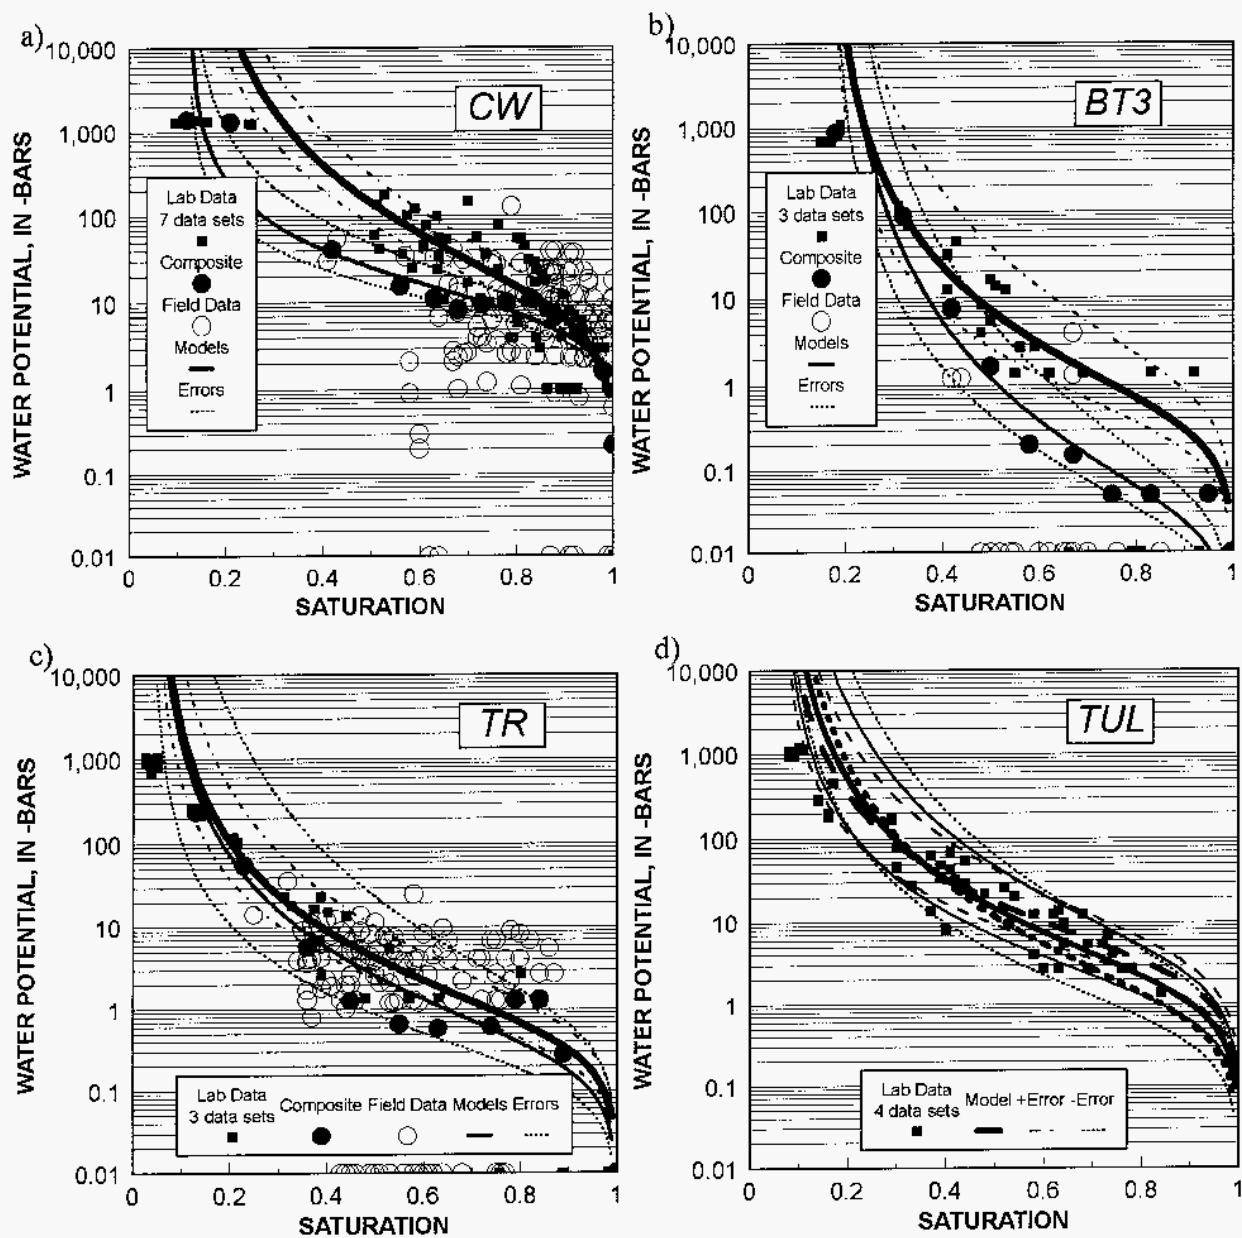 a)
CW
10,000
1,000
100
10
1
0.1
0.01
WATER POTENTIAL, IN -BARS
Lab Data
7 data sets
Composite
Field Data
Models
Errors
0 0.2 0.4 0.6 0.8 1
SATURATION
b)
BT3
10,000
1,000
100
10
1
0.1
0.01
WATER POTENTIAL, IN -BARS
Lab Data
3 data sets
Composite
Field Data
Models
Errors
0 0.2 0.4 0.6 0.8 1
SATURATION
c)
TR
10,000
1,000
100
10
1
0.1
0.01
WATER POTENTIAL, IN -BARS
Lab Data
3 data sets
Composite Field Data Models Errors
0 0.2 0.4 0.6 0.8 1
SATURATION
d)
TUL
10,000
1,000
100
10
1
0.1
0.01
WATER POTENTIAL, IN -BARS
Lab Data
4 data sets
Model +Error -Error
0 0.2 0.4 0.6 0.8 1
SATURATION